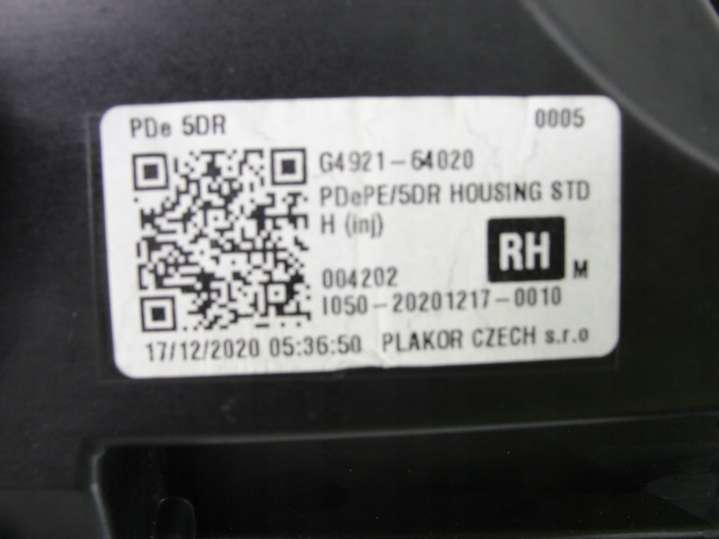 PDe 5DR 0005
G4921-64020
PDePE/5DR HOUSING STD
H (inj)
RH
M
004202
I050-20201217-0010
17/12/2020 05:36:50 PLAKOR CZECH s.r.o